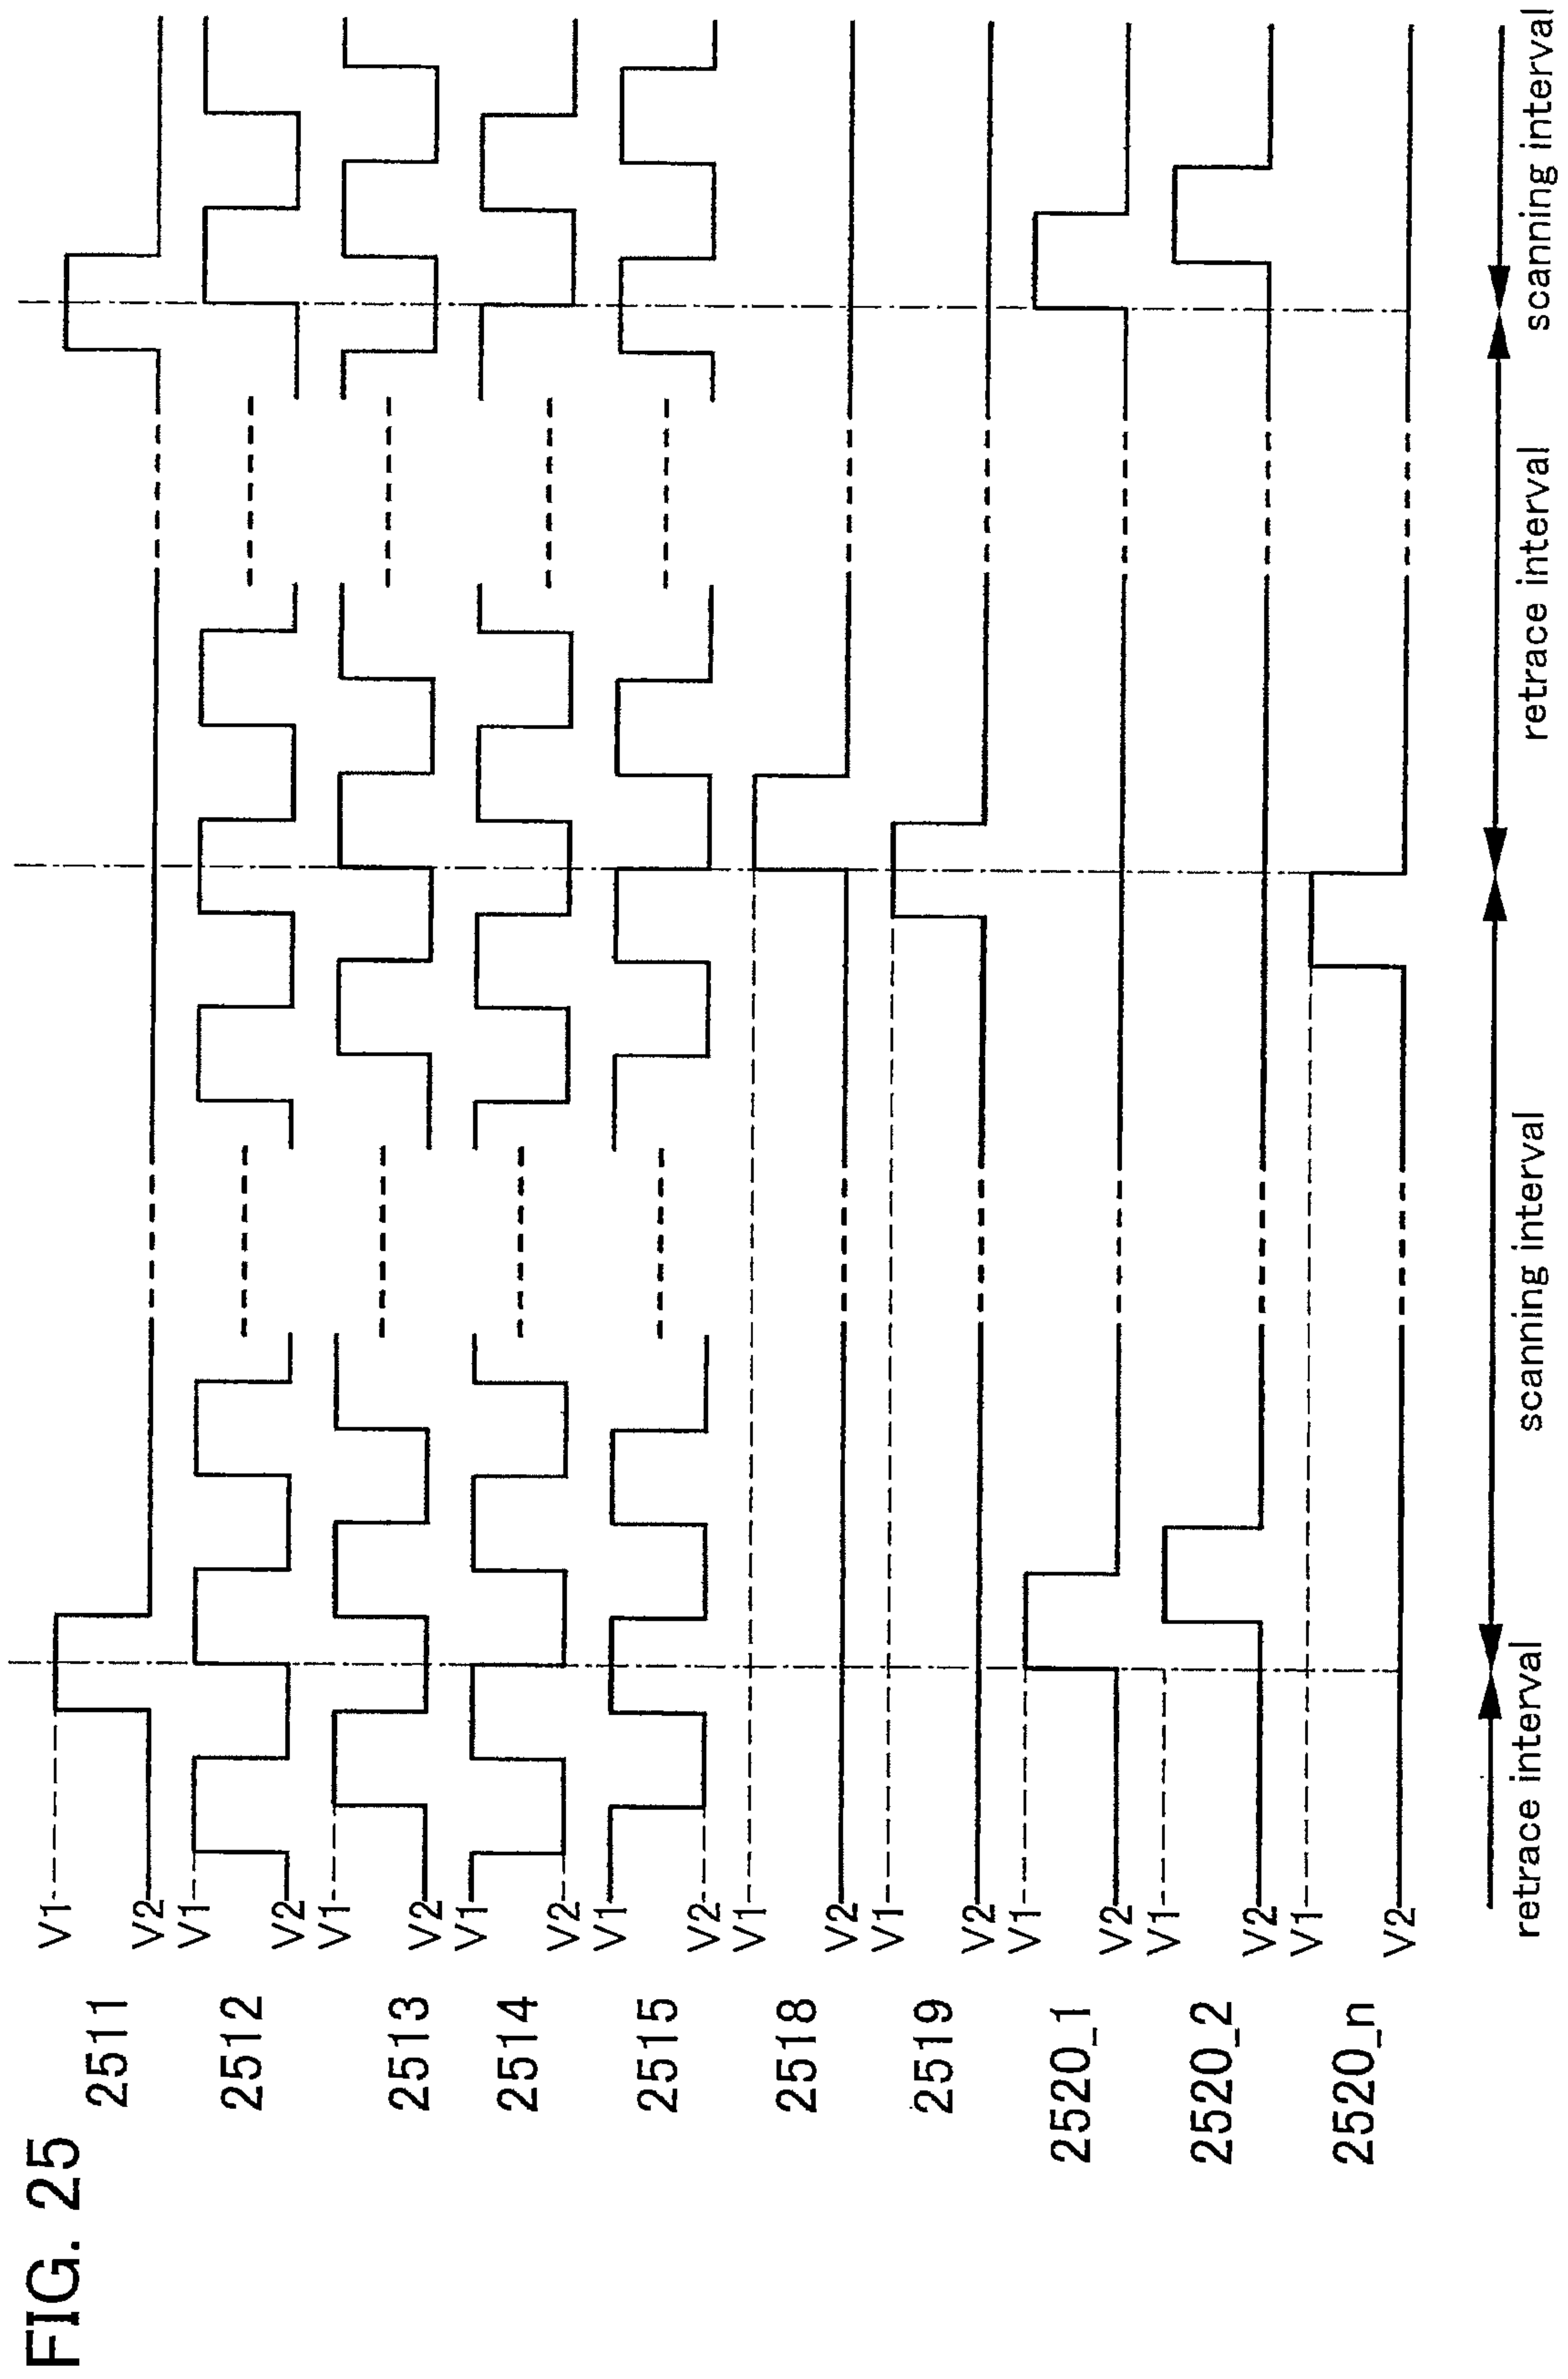 FIG. 25
2511
V1
V2
2512
V1
V2
2513
V1
V2
2514
V1
V2
2515
V1
V2
2518
V1
V2
2519
V1
V2
2520_1
V1
V2
2520_2
V1
V2
2520_n
V1
V2
retrace interval
scanning interval
retrace interval
scanning interval